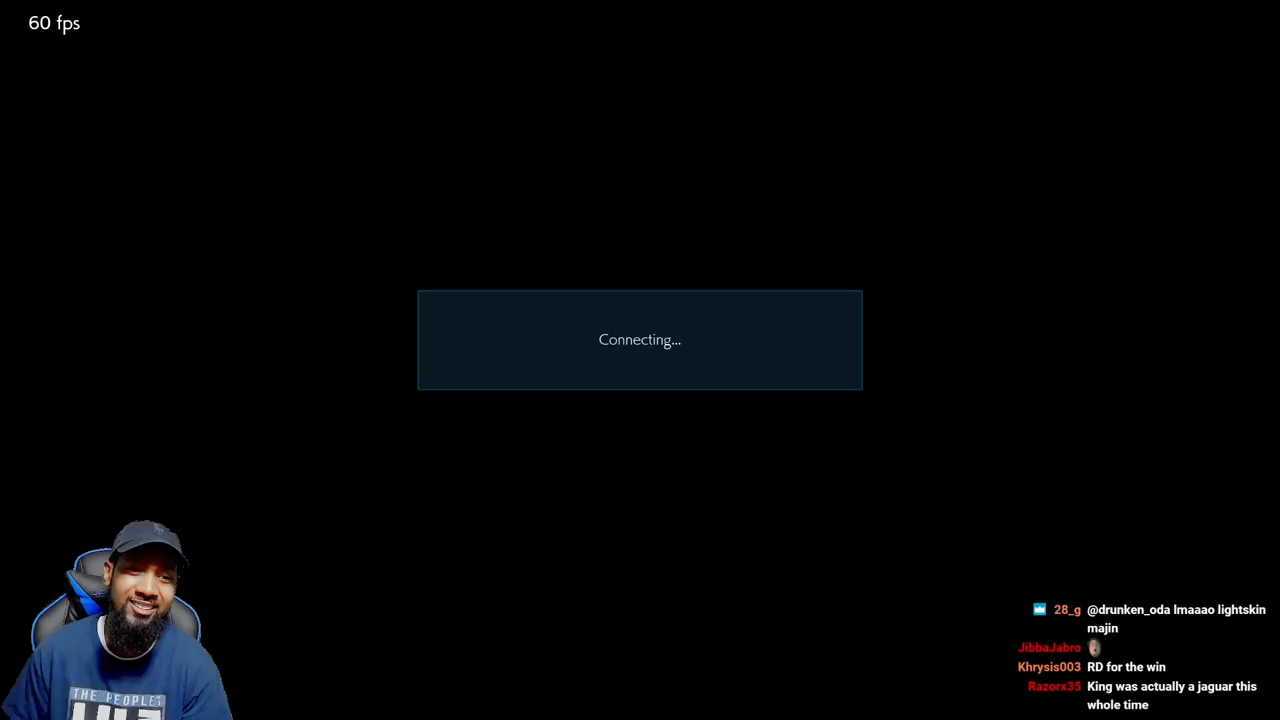 60 fps
Connecting...
THE PEOPLES
28_g @drunken_oda lmaaao lightskin
majin
JibbaJabro
Khrysis003 RD for the win
Razorx35 King was actually a jaguar this
whole time